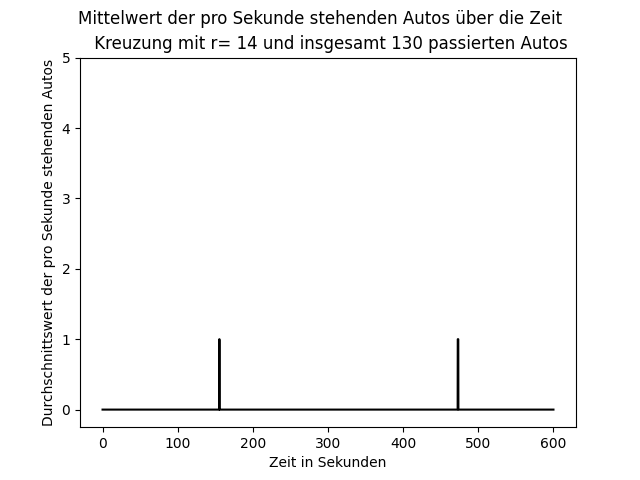 Mittelwert der pro Sekunde stehenden Autos über die Zeit
Kreuzung mit r= 14 und insgesamt 130 passierten Autos
Durchschnittswert der pro Sekunde stehenden Autos
5
4
3
2
1
0
0 100 200 300 400 500 600
Zeit in Sekunden